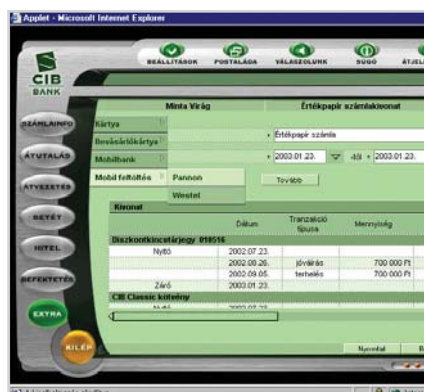 Applet - Microsoft Internet Explorer
BEÁLLÍTÁSOK POSTALÁDA VÁLASZOLUNK SÚGÓ
CIB
BANK
Minta Virág Értékpapír számlakivonat
SZÁMLAINFO
Kártya
Bevásárlókártya
Értékpapír számla
ÁTUTALÁS
Mobilbank
2003.01.23. -tól 2003.01.23.
Mobil feltöltés Pannon Tovább
ÁTVEZETÉS
Westel
Kivonat
BETÉT
Dátum Tranzakció típusa Mennyiség
Diszkontkincstárjegy 010516
HITEL
Nyitó 2002.07.23.
2002.08.26. jóváírás 700 000 Ft
BEFEKTETÉS
2002.09.05. terhelés 700 000 Ft
Záró 2003.01.23.
CIB Classic kötvény
EXTRA
KILÉP
Nyomtat